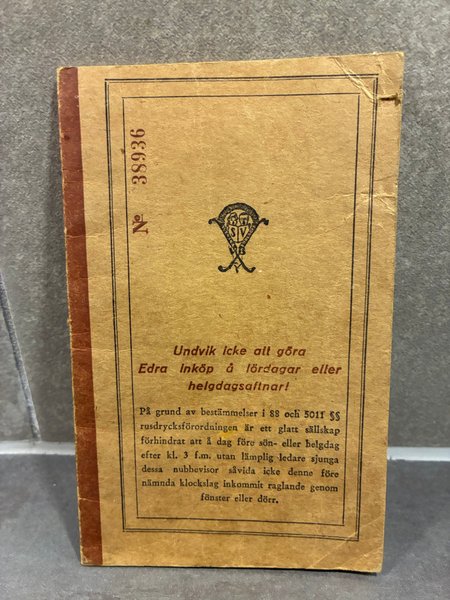 № 38936
S V
Undvik icke att göra
Edra inköp å lördagar eller
helgdagsaftnar!
På grund av bestämmelser i 88 och 5011 §§
rusdrycksförordningen är ett glatt sällskap
förhindrat att å dag före sön- eller helgdag
efter kl. 3 f.m. utan lämplig ledare sjunga
dessa nubbevisor såvida icke denne före
nämnda klockslag inkommit raglande genom
fönster eller dörr.